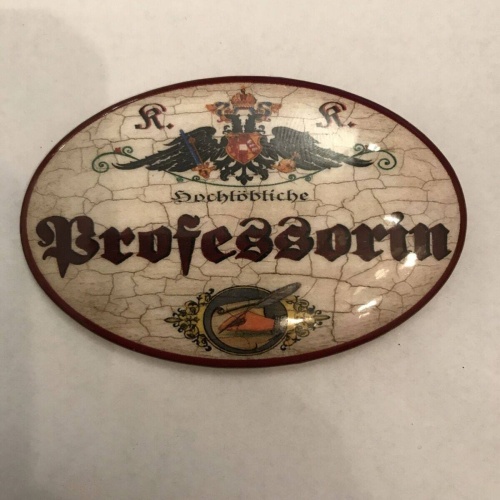 K. K.
Hochlöbliche
Professorin